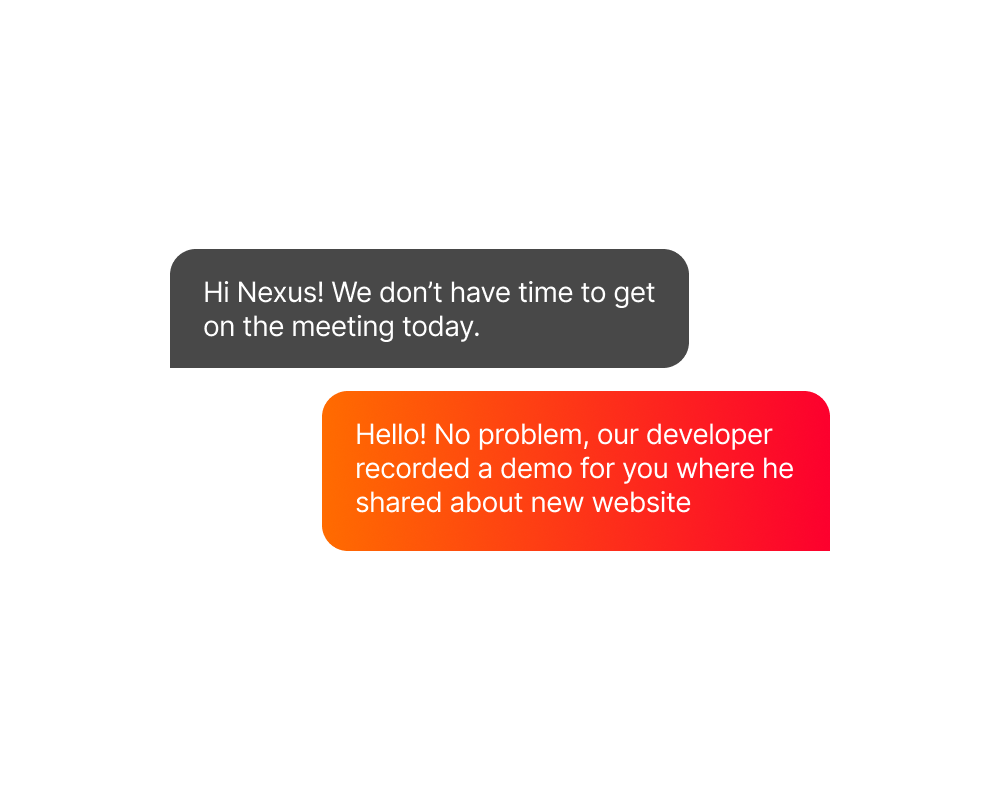 Hi Nexus! We don’t have time to get
on the meeting today.
Hello! No problem, our developer
recorded a demo for you where he
shared about new website